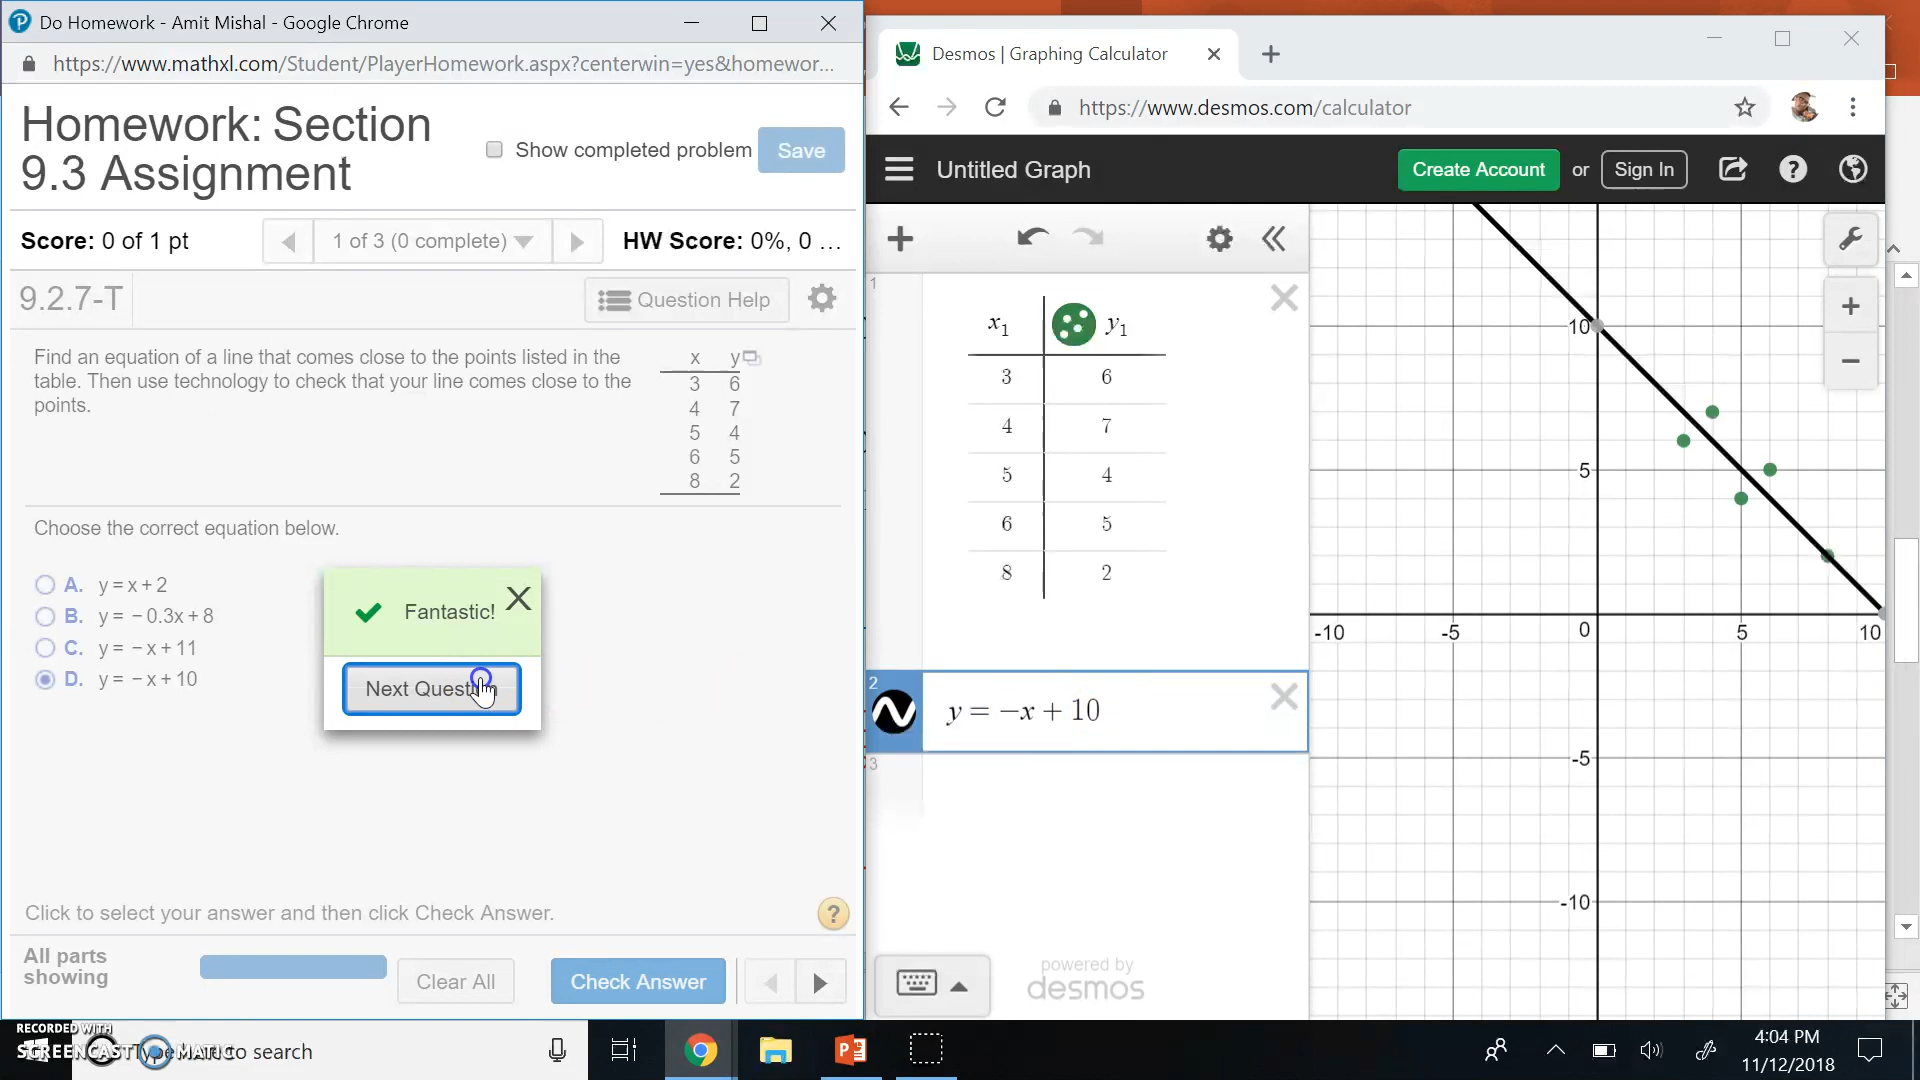 Do Homework - Amit Mishal - Google Chrome
https://www.mathxl.com/Student/PlayerHomework.aspx?centerwin=yes&homewor...
Homework: Section
9.3 Assignment
Show completed problem
Save
Score: 0 of 1 pt
1 of 3 (0 complete)
HW Score: 0%, 0 ...
9.2.7-T
Question Help
Find an equation of a line that comes close to the points listed in the
table. Then use technology to check that your line comes close to the
points.
x y
3 6
4 7
5 4
6 5
8 2
Choose the correct equation below.
A. y = x + 2
B. y = − 0.3x + 8
C. y = − x + 11
D. y = − x + 10
Fantastic!
Next Question
Click to select your answer and then click Check Answer.
?
All parts
showing
Clear All
Check Answer
Desmos | Graphing Calculator
https://www.desmos.com/calculator
Untitled Graph
Create Account
or
Sign In
1
x₁ y₁
3 6
4 7
5 4
6 5
8 2
2
y = −x + 10
3
powered by
desmos
10
5
-10
-5
0
5
10
-5
-10
RECORDED WITH
SCREENCAST MATIC
to search
4:04 PM
11/12/2018